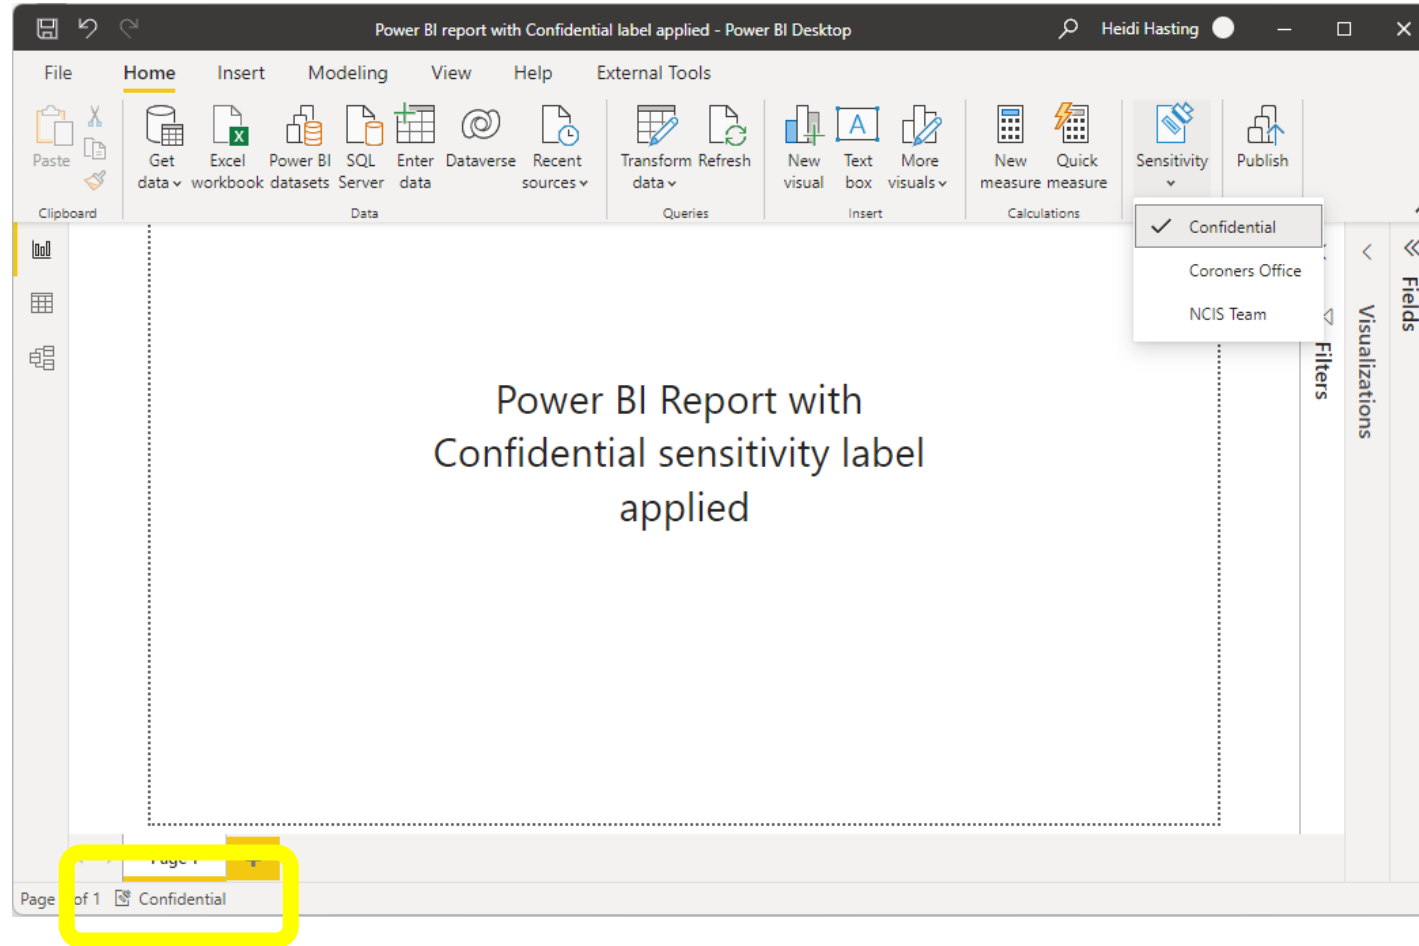 Power BI report with Confidential label applied - Power BI Desktop
Heidi Hasting
File Home Insert Modeling View Help External Tools
Paste
Get data
Excel workbook
Power BI datasets
SQL Server
Enter data
Dataverse
Recent sources
Transform data
Refresh
New visual
Text box
More visuals
New measure
Quick measure
Sensitivity
Publish
Clipboard Data Queries Insert Calculations
Confidential
Coroners Office
NCIS Team
Filters
Visualizations
Fields
Power BI Report with
Confidential sensitivity label
applied
Page of 1 Confidential